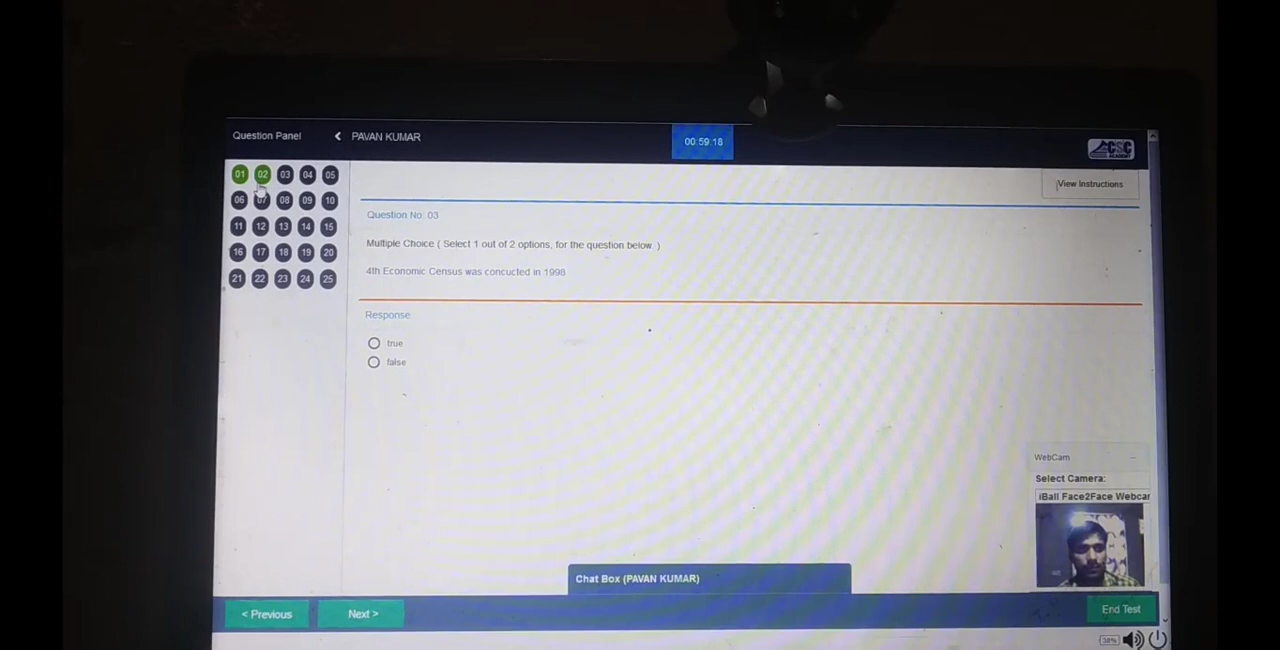 Question Panel
PAVAN KUMAR
00:59:18
CSC
ACADEMY
01 02 03 04 05
06 07 08 09 10
11 12 13 14 15
16 17 18 19 20
21 22 23 24 25
View Instructions
Question No. 03
Multiple Choice ( Select 1 out of 2 options, for the question below. )
4th Economic Census was concucted in 1998
Response
true
false
WebCam
Select Camera:
iBall Face2Face Webcar
Chat Box (PAVAN KUMAR)
< Previous
Next >
End Test